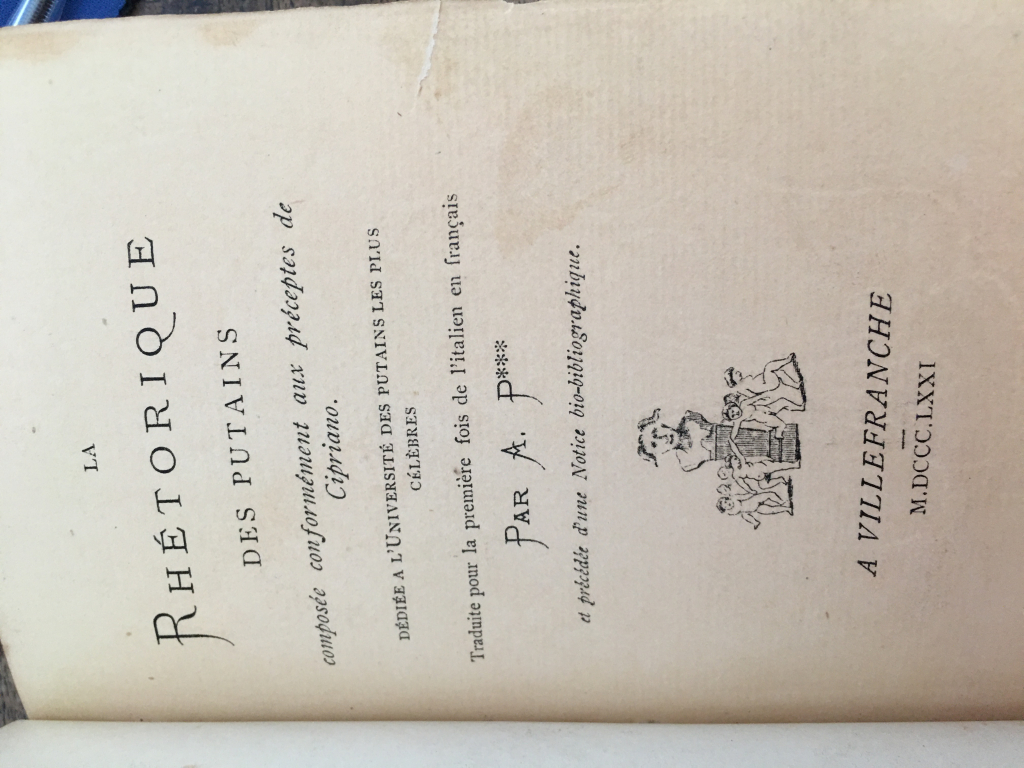 LA
RHÉTORIQUE
DES PUTAINS
composée conformément aux préceptes de
Cipriano.
DÉDIÉE A L'UNIVERSITÉ DES PUTAINS LES PLUS
CÉLÈBRES
Traduite pour la première fois de l'italien en français
PAR A. P***
et précédée d'une Notice bio-bibliographique.
A VILLEFRANCHE
M.DCCC.LXXI